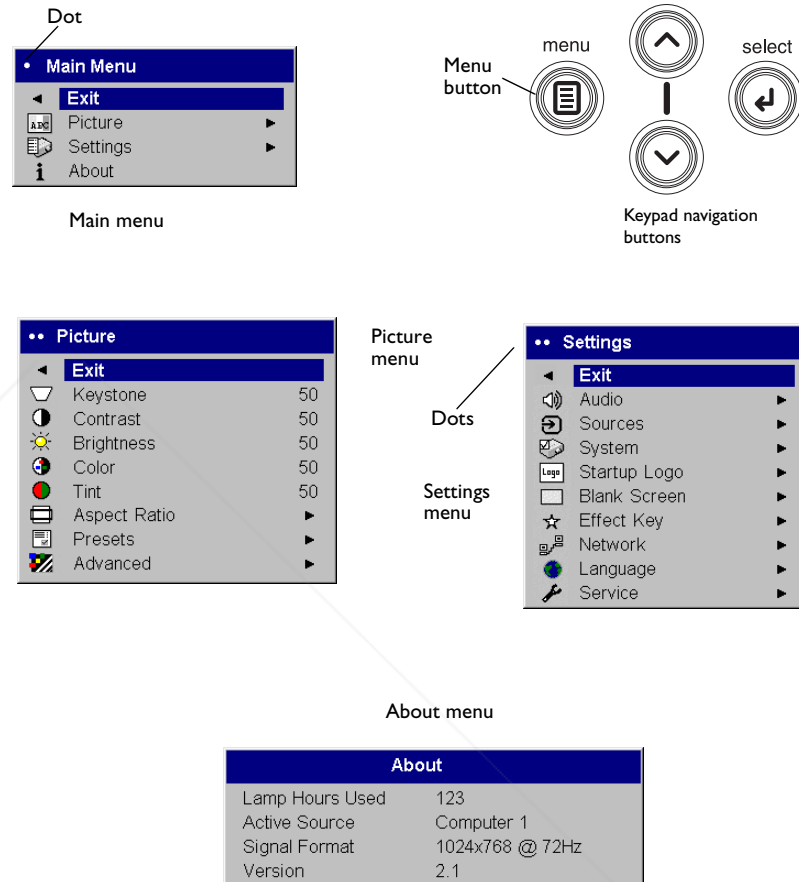 Dot
• Main Menu
Exit
ABC Picture
Settings
i About
Main menu
Menu
button
menu
select
Keypad navigation
buttons
•• Picture
Exit
Keystone 50
Contrast 50
Brightness 50
Color 50
Tint 50
Aspect Ratio
Presets
Advanced
Picture
menu
Dots
Settings
menu
•• Settings
Exit
Audio
Sources
System
Logo Startup Logo
Blank Screen
Effect Key
Network
Language
Service
About menu
About
Lamp Hours Used 123
Active Source Computer 1
Signal Format 1024x768 @ 72Hz
Version 2.1